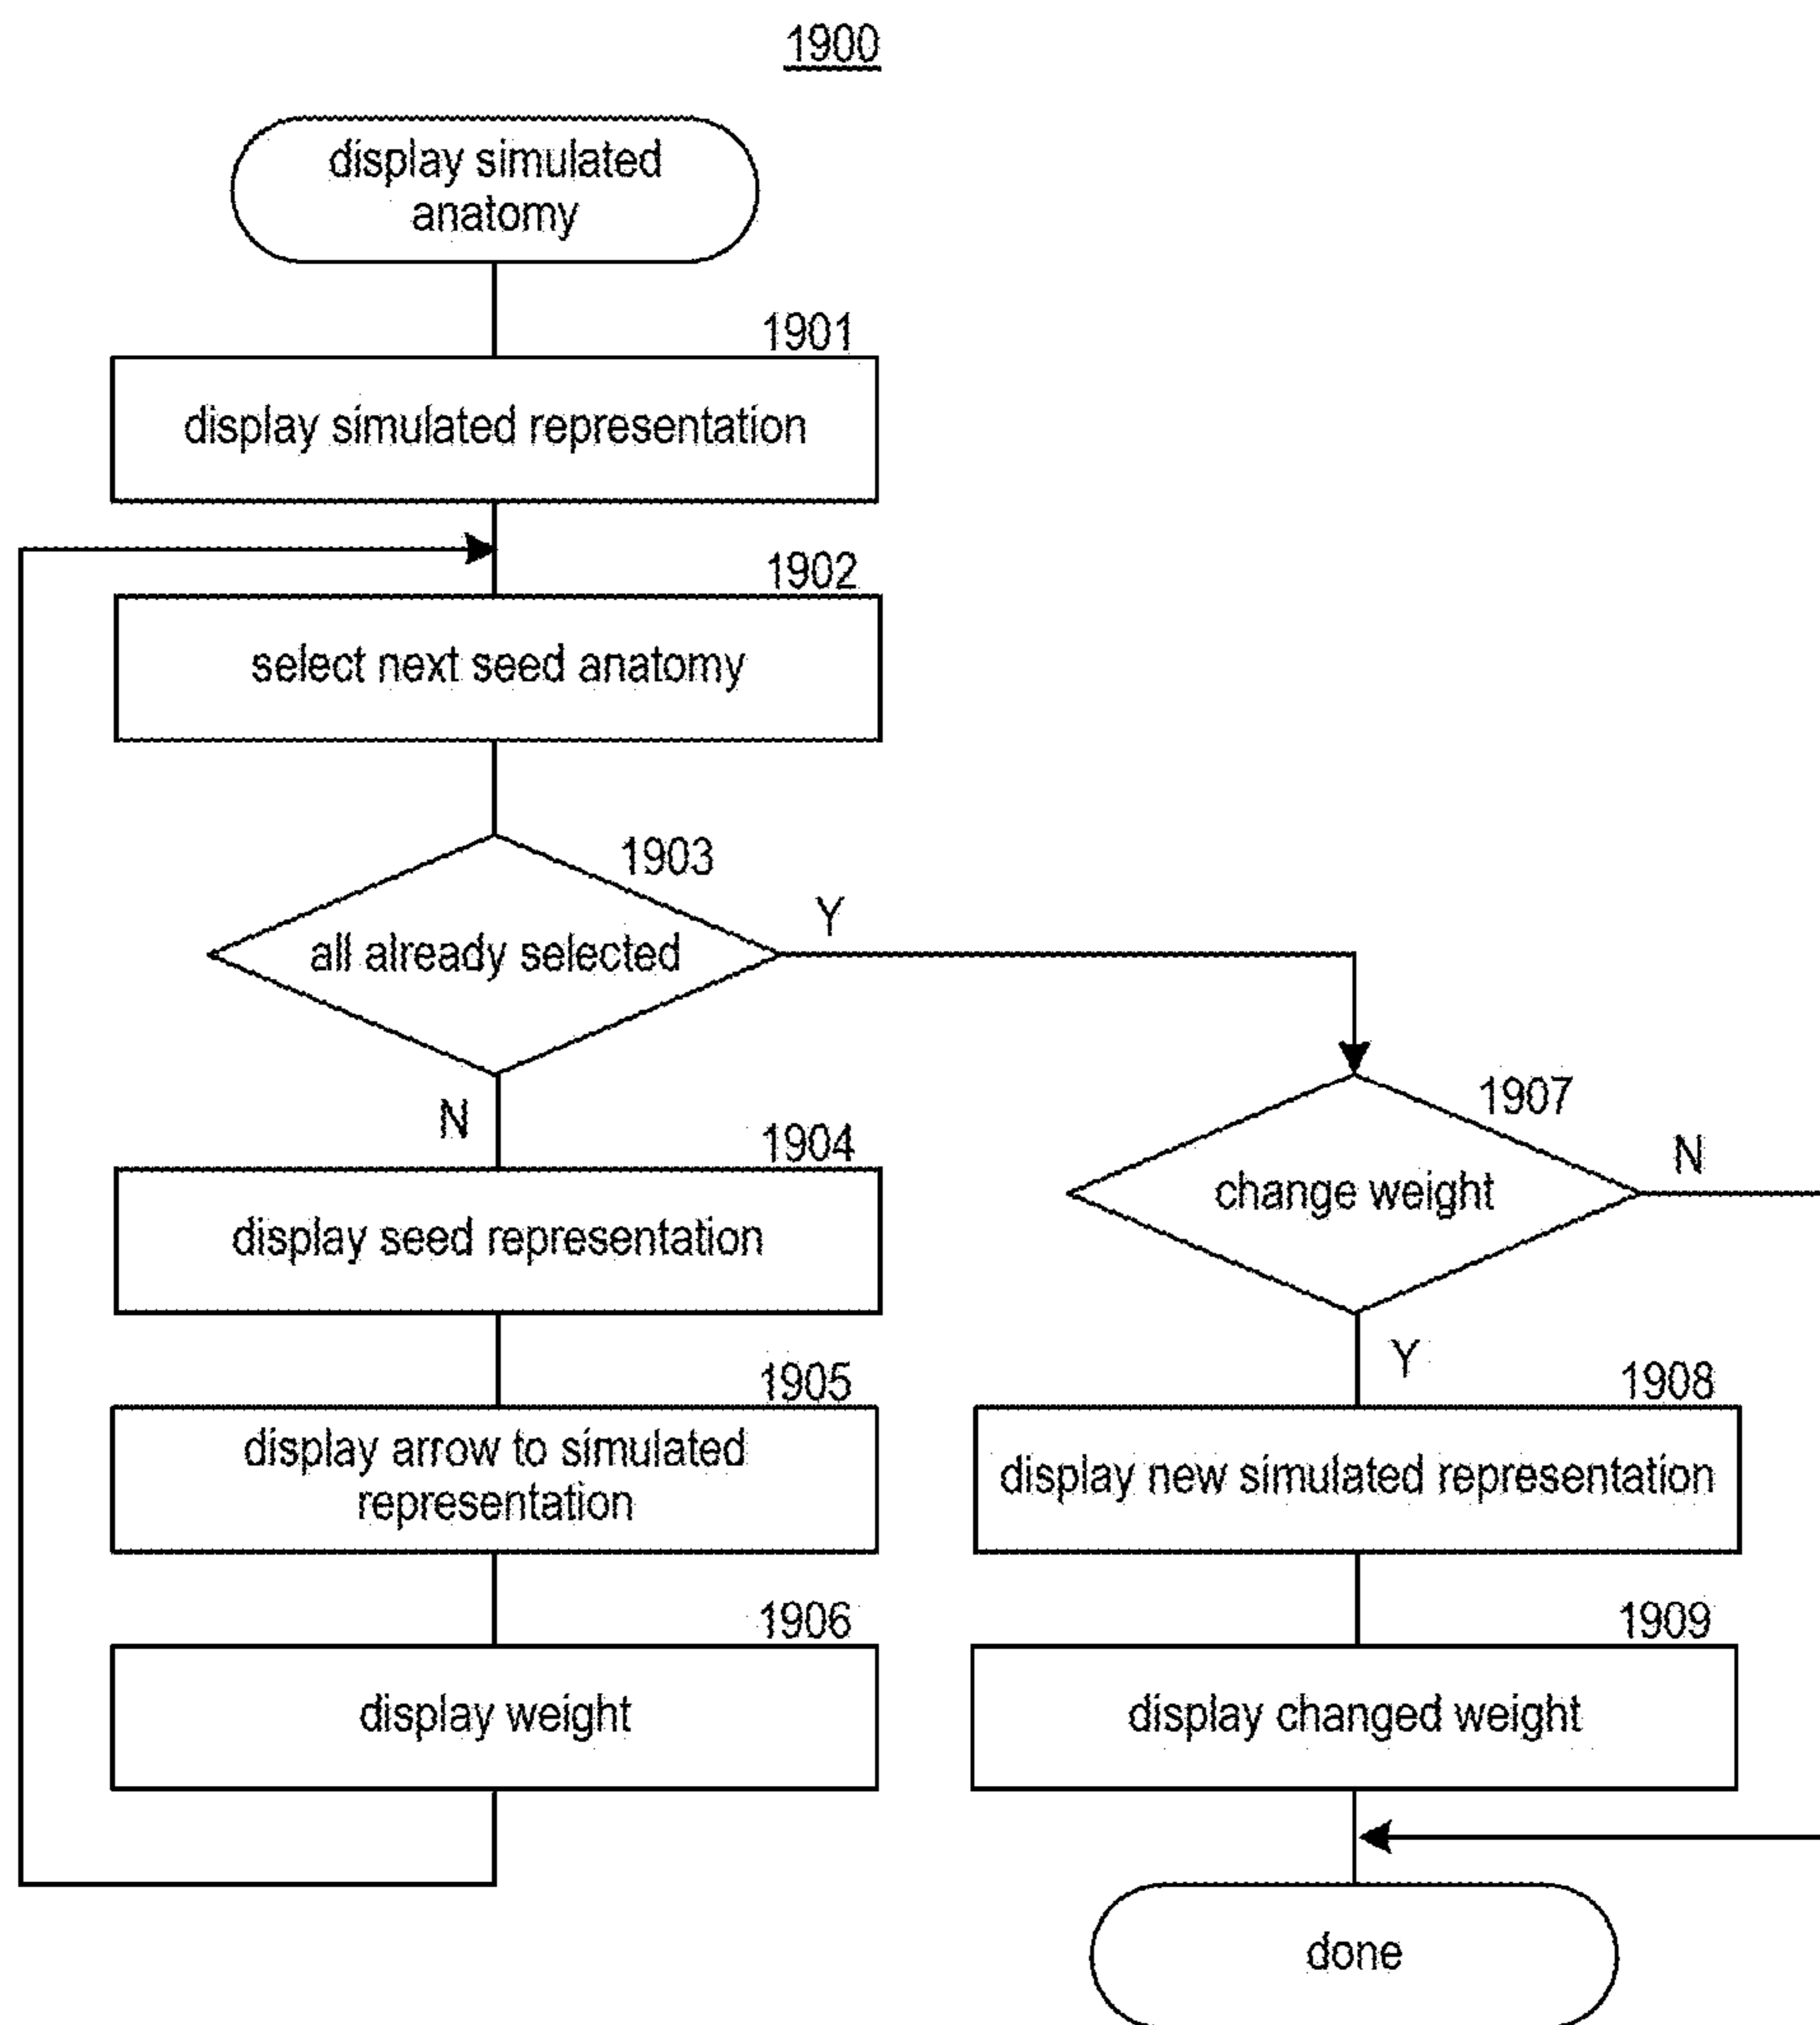 1900
display simulated
anatomy
1901
display simulated representation
1902
select next seed anatomy
1903
all already selected
Y
N
1904
display seed representation
1905
display arrow to simulated
representation
1906
display weight
1907
change weight
N
Y
1908
display new simulated representation
1909
display changed weight
done